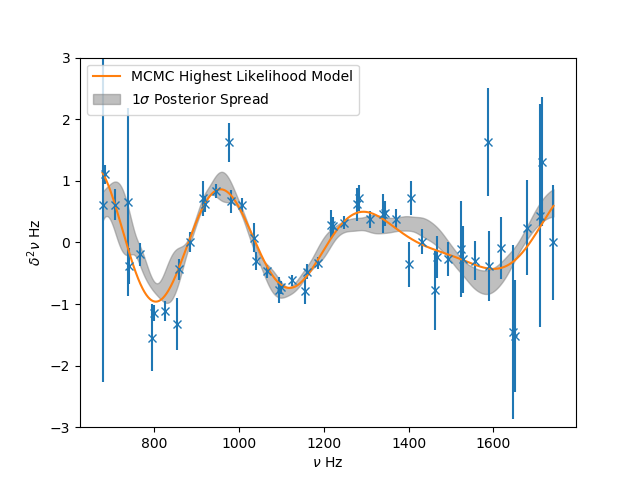 3
2
1
0
−1
−2
−3
δ²ν Hz
MCMC Highest Likelihood Model
1σ Posterior Spread
800 1000 1200 1400 1600
ν Hz